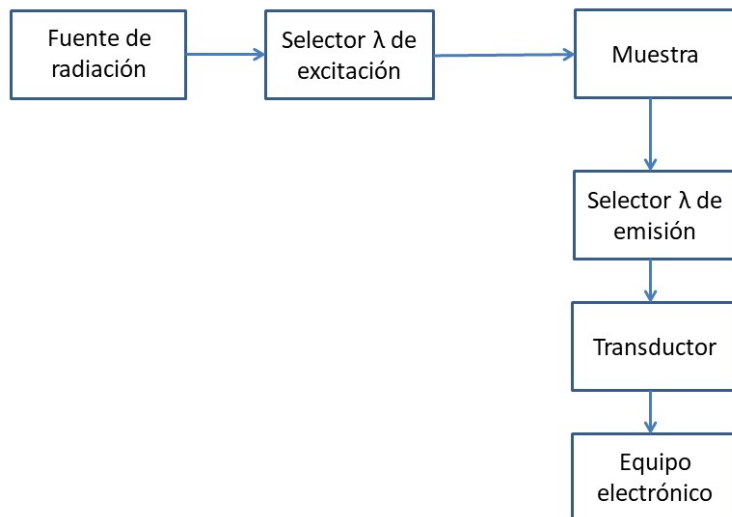 Fuente de
radiación
Selector λ de
excitación
Muestra
Selector λ de
emisión
Transductor
Equipo
electrónico